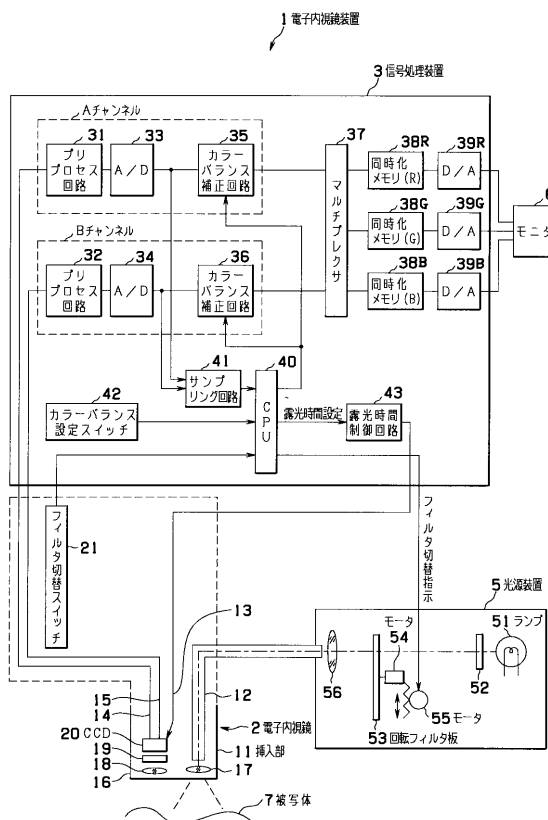 1 電子内視鏡装置
3 信号処理装置
Aチャンネル
31
33
35
37
38R
39R
プリ
プロセス
回路
A/D
カラー
バランス
補正回路
マルチプレクサ
同時化
メモリ(R)
D/A
38G
39G
同時化
メモリ(G)
D/A
6
モニタ
Bチャンネル
32
34
36
38B
39B
プリ
プロセス
回路
A/D
カラー
バランス
補正回路
同時化
メモリ(B)
D/A
41
40
サンプ
リング回路
CPU
42
カラーバランス
設定スイッチ
露光時間設定
43
露光時間
制御回路
フィルタ切替スイッチ
21
フィルタ切替指示
13
5 光源装置
51 ランプ
モータ
54
56
52
55 モータ
53 回転フィルタ板
15
14
12
20 CCD
19
18
16
2 電子内視鏡
11 挿入部
17
7 被写体